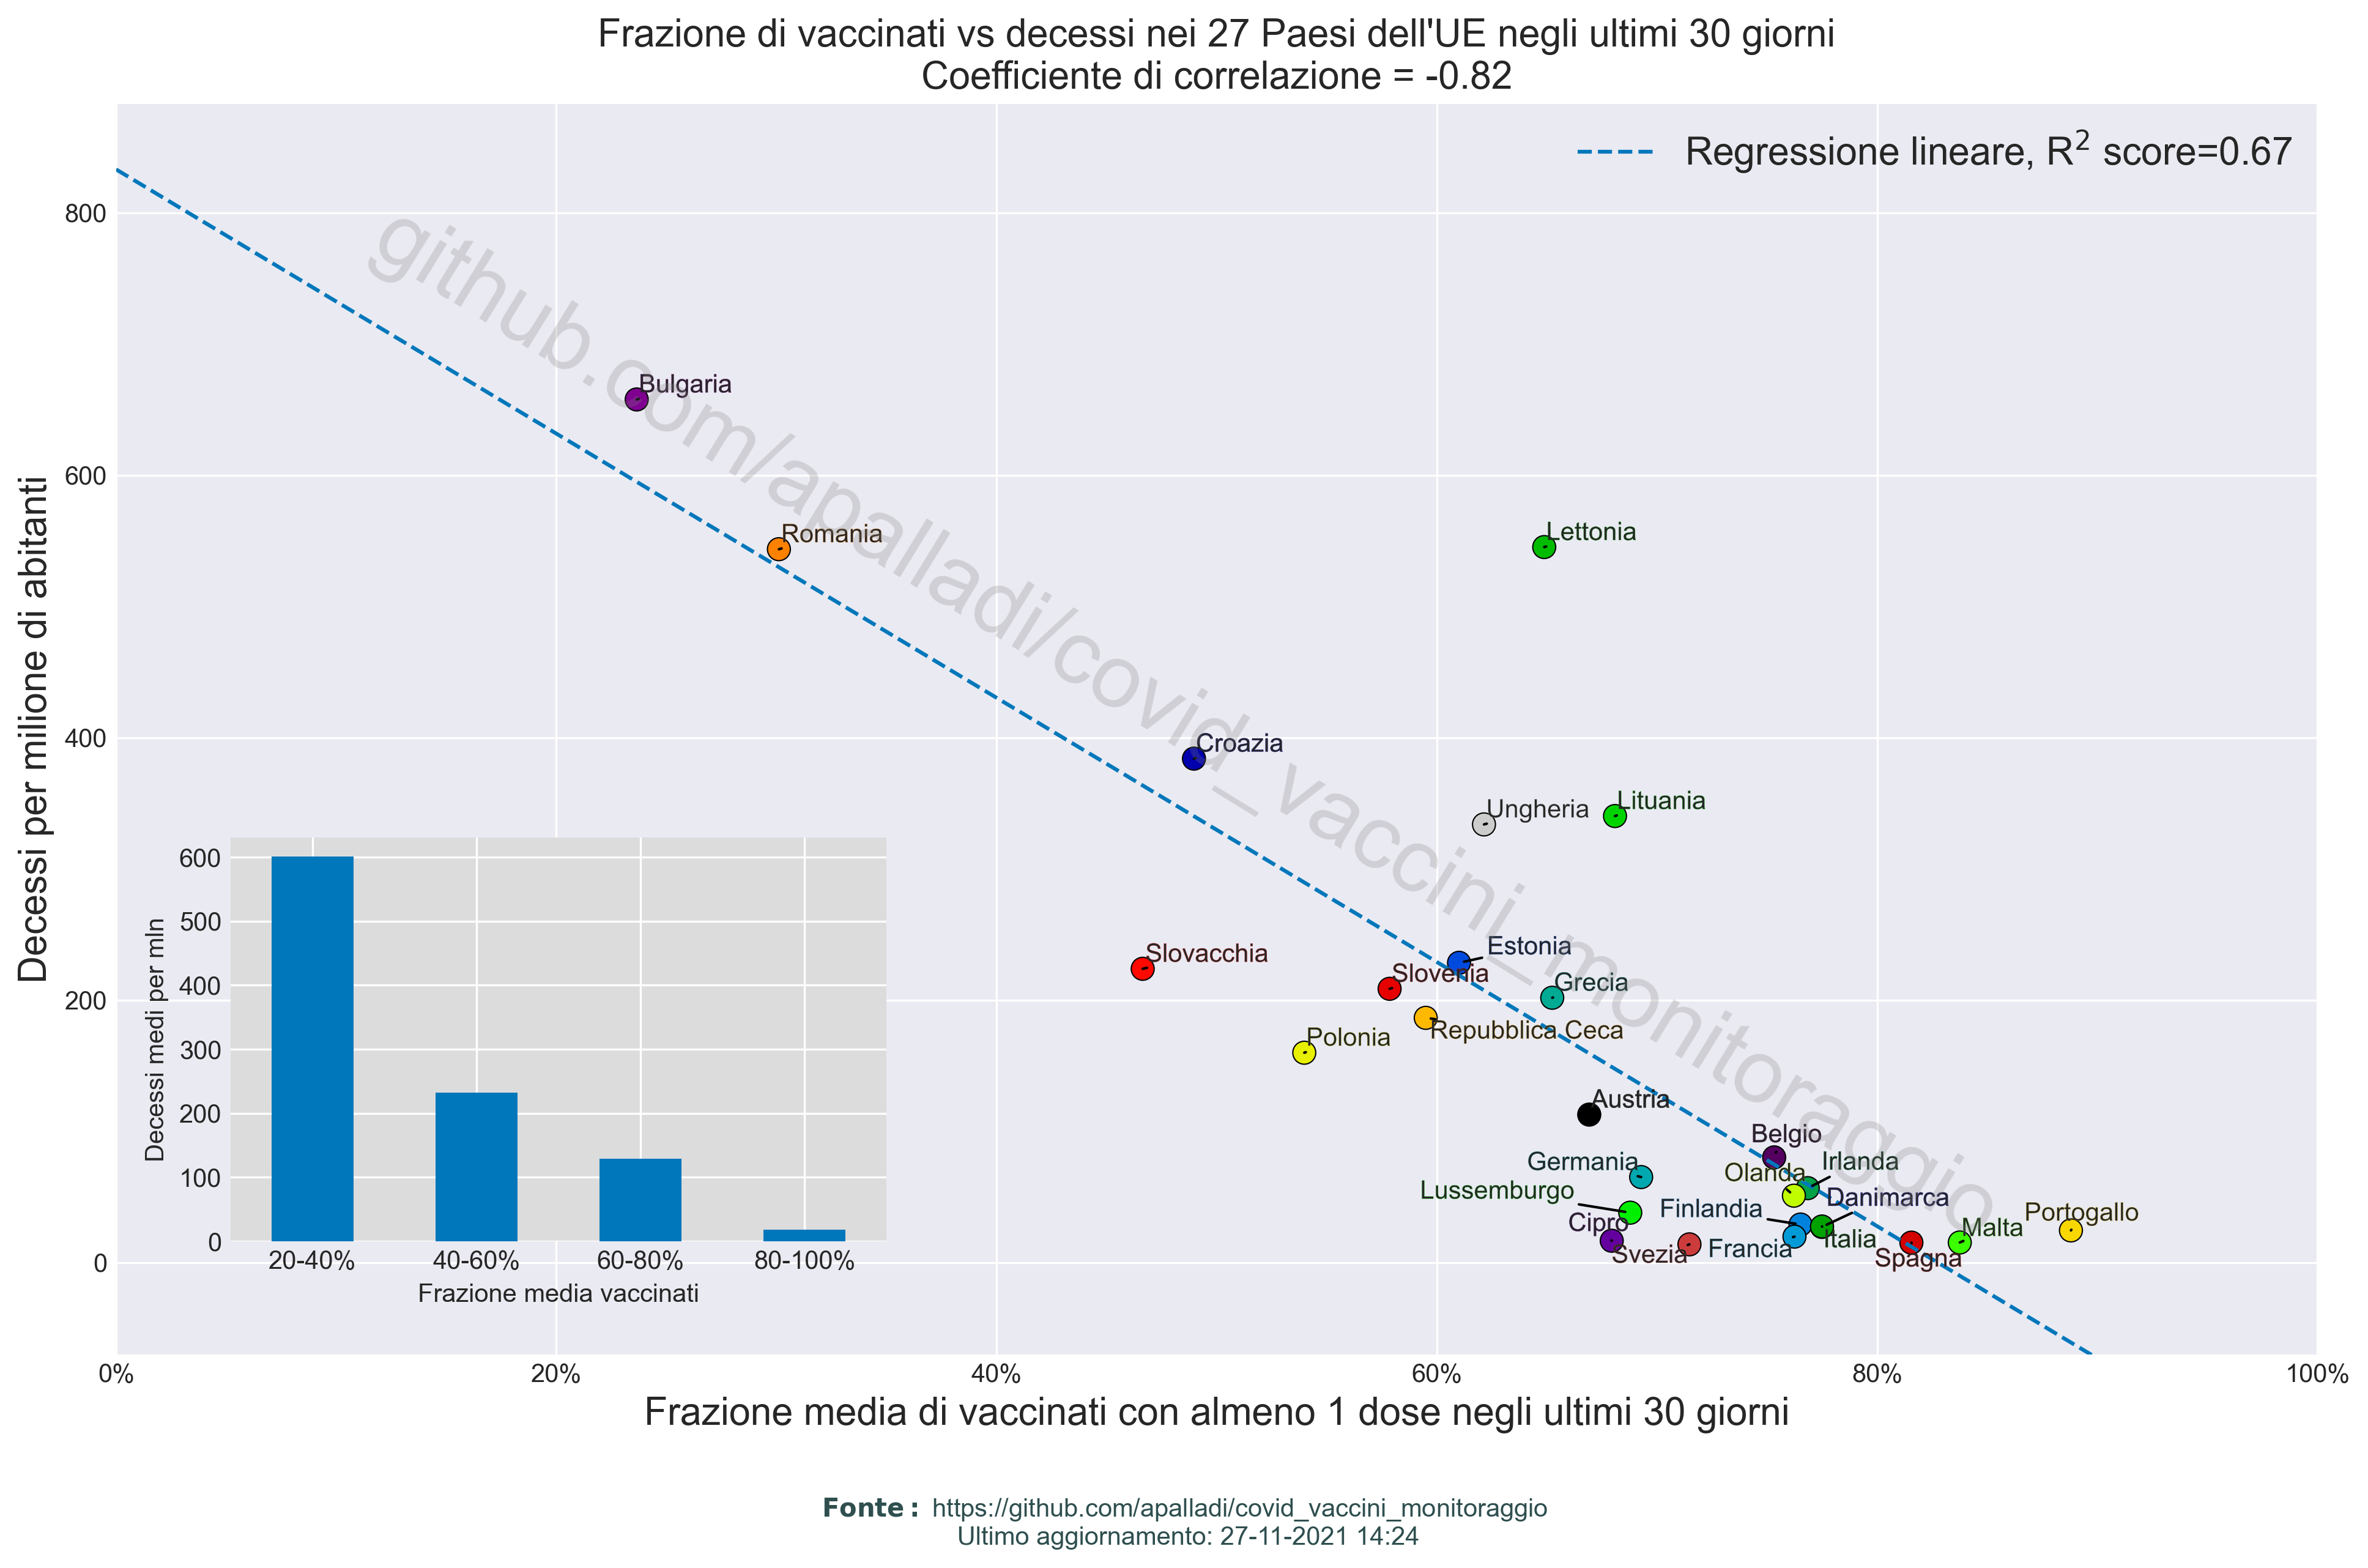 Frazione di vaccinati vs decessi nei 27 Paesi dell'UE negli ultimi 30 giorni
Coefficiente di correlazione = -0.82
Regressione lineare, R² score=0.67
github.com/apalladi/covid_vaccini_monitoraggio
Decessi per milione di abitanti
800
600
400
200
0
Bulgaria
Romania
Lettonia
Croazia
Ungheria
Lituania
Slovacchia
Estonia
Slovenia
Grecia
Polonia
Repubblica Ceca
Austria
Belgio
Germania
Olanda
Irlanda
Lussemburgo
Finlandia
Danimarca
Cipro
Svezia
Francia
Italia
Spagna
Malta
Portogallo
Decessi medi per mln
600
500
400
300
200
100
0
20-40%
40-60%
60-80%
80-100%
Frazione media vaccinati
0%
20%
40%
60%
80%
100%
Frazione media di vaccinati con almeno 1 dose negli ultimi 30 giorni
Fonte: https://github.com/apalladi/covid_vaccini_monitoraggio
Ultimo aggiornamento: 27-11-2021 14:24